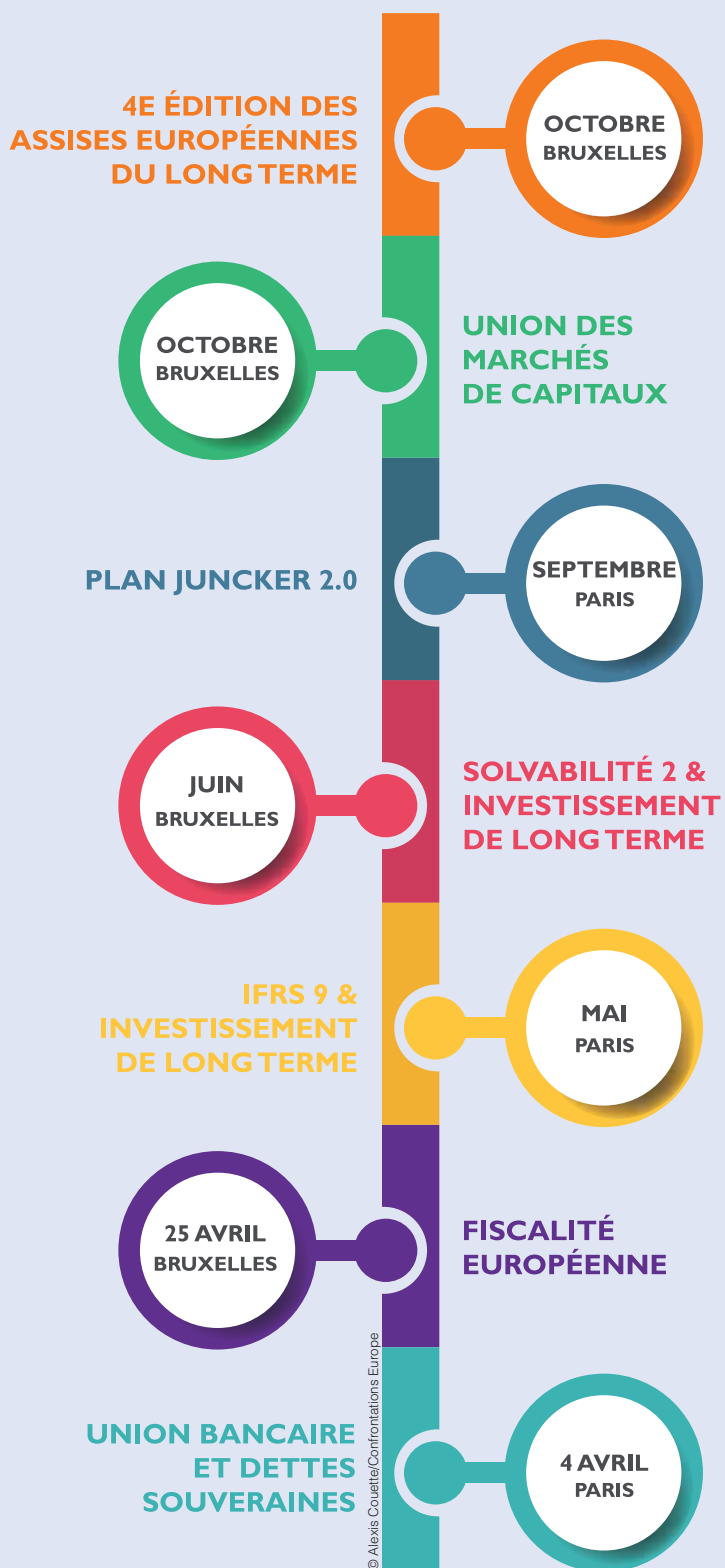 4E ÉDITION DES
ASSISES EUROPÉENNES
DU LONG TERME
OCTOBRE
BRUXELLES
OCTOBRE
BRUXELLES
UNION DES
MARCHÉS
DE CAPITAUX
PLAN JUNCKER 2.0
SEPTEMBRE
PARIS
JUIN
BRUXELLES
SOLVABILITÉ 2 &
INVESTISSEMENT
DE LONG TERME
IFRS 9 &
INVESTISSEMENT
DE LONG TERME
MAI
PARIS
25 AVRIL
BRUXELLES
FISCALITÉ
EUROPÉENNE
UNION BANCAIRE
ET DETTES
SOUVERAINES
4 AVRIL
PARIS
© Alexis Couette/Confrontations Europe